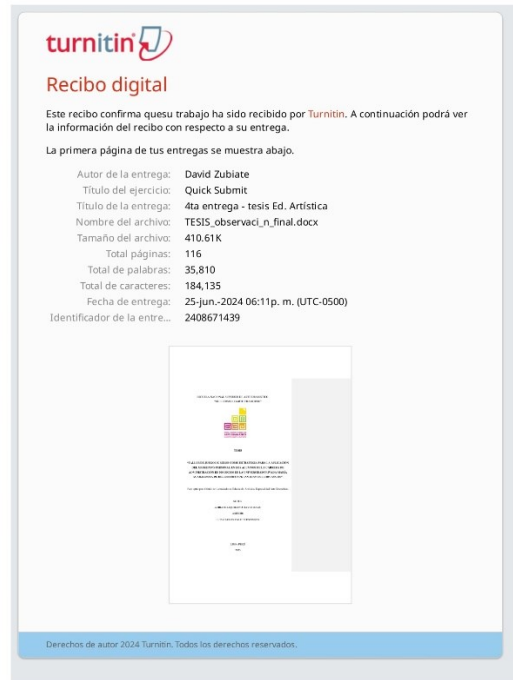 turnitin
Recibo digital
Este recibo confirma quesu trabajo ha sido recibido por Turnitin. A continuación podrá ver
la información del recibo con respecto a su entrega.
La primera página de tus entregas se muestra abajo.
Autor de la entrega: David Zubiate
Título del ejercicio: Quick Submit
Título de la entrega: 4ta entrega - tesis Ed. Artística
Nombre del archivo: TESIS_observaci_n_final.docx
Tamaño del archivo: 410.61K
Total páginas: 116
Total de palabras: 35,810
Total de caracteres: 184,135
Fecha de entrega: 25-jun.-2024 06:11p. m. (UTC-0500)
Identificador de la entre... 2408671439
TESIS
Derechos de autor 2024 Turnitin. Todos los derechos reservados.